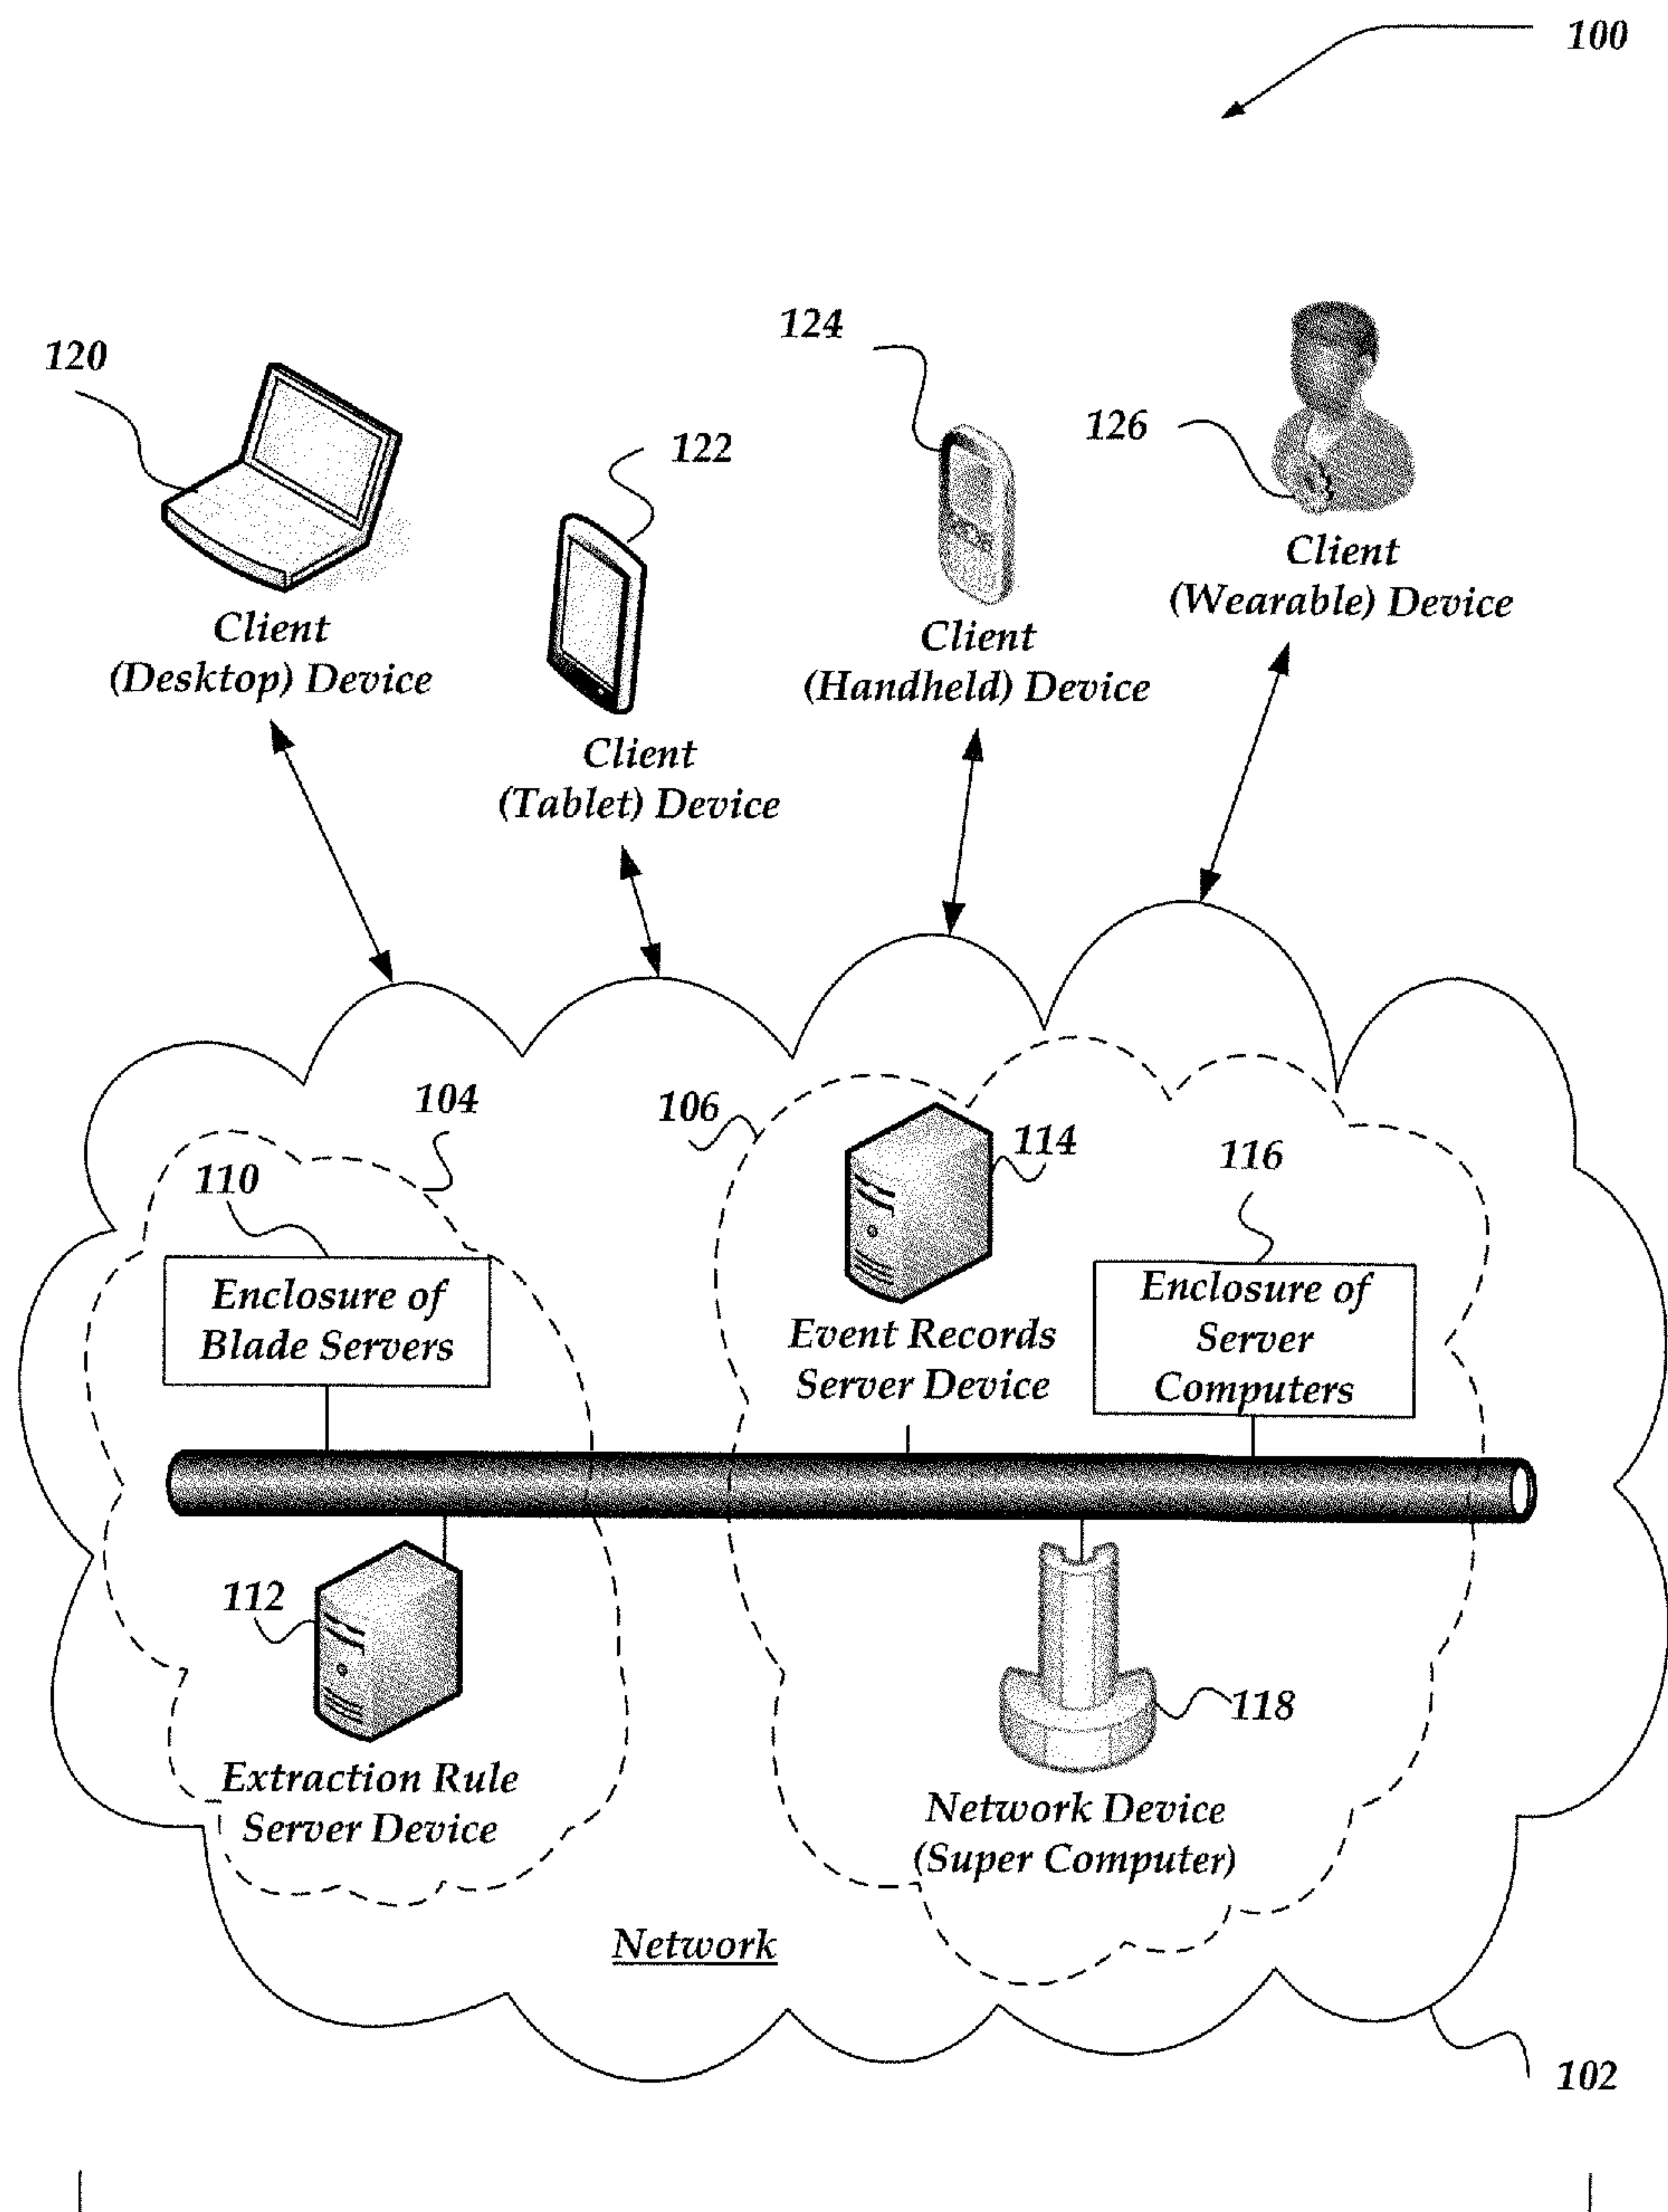 100
124
120
126
122
Client
(Wearable) Device
Client
(Desktop) Device
Client
(Handheld) Device
Client
(Tablet) Device
104
106
114
110
116
Enclosure of
Blade Servers
Enclosure of
Server
Computers
Event Records
Server Device
112
118
Extraction Rule
Server Device
Network Device
(Super Computer)
Network
102